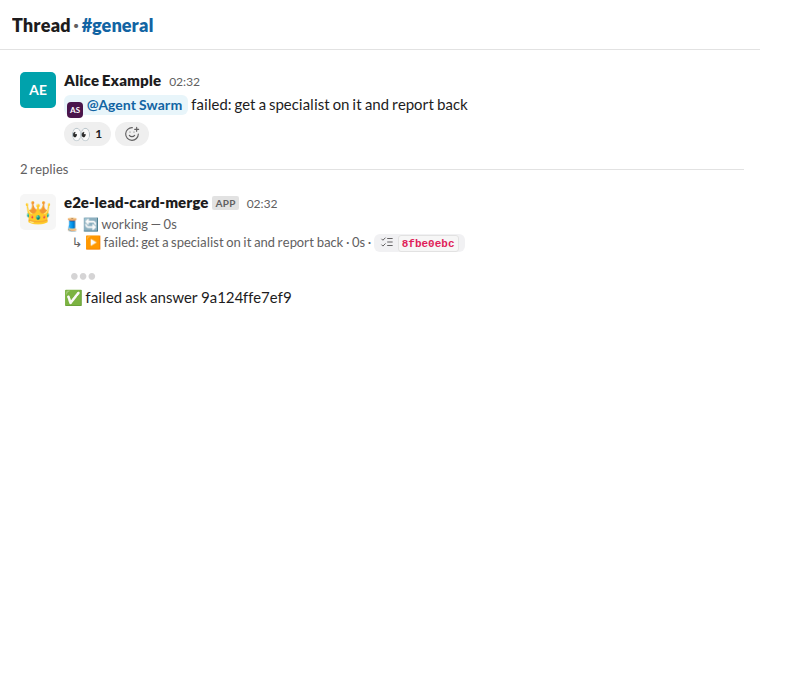 Thread · #general
AE
Alice Example 02:32
AS @Agent Swarm failed: get a specialist on it and report back
1
2 replies
e2e-lead-card-merge APP 02:32
working — 0s
↳ failed: get a specialist on it and report back · 0s · 8fbe0ebc
failed ask answer 9a124ffe7ef9